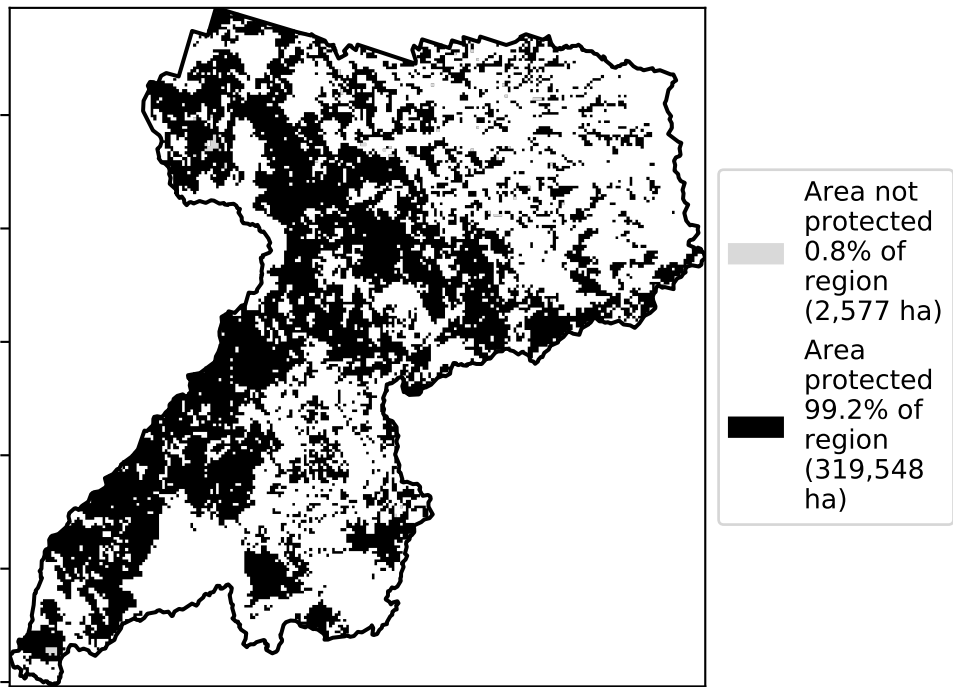 Area not
protected
0.8% of
region
(2,577 ha)
Area
protected
99.2% of
region
(319,548
ha)